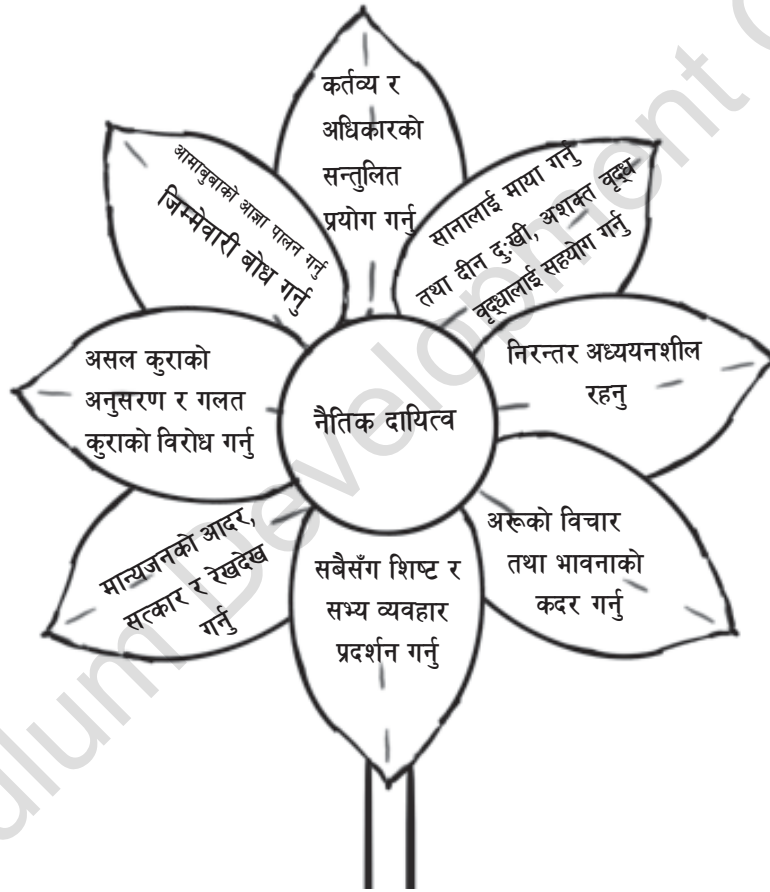 कर्तव्य र
अधिकारको
सन्तुलित
प्रयोग गर्नु
सानालाई माया गर्नु
तथा दीन दुःखी, अशक्त वृद्ध
वृद्धालाई सहयोग गर्नु
निरन्तर अध्ययनशील
रहनु
अरूको विचार
तथा भावनाको
कदर गर्नु
सबैसँग शिष्ट र
सभ्य व्यवहार
प्रदर्शन गर्नु
मान्यजनको आदर,
सत्कार र रेखदेख
गर्नु
असल कुराको
अनुसरण र गलत
कुराको विरोध गर्नु
आमाबुबाको आज्ञा पालन गर्नु
जिम्मेवारी बोध गर्नु
नैतिक दायित्व
Development